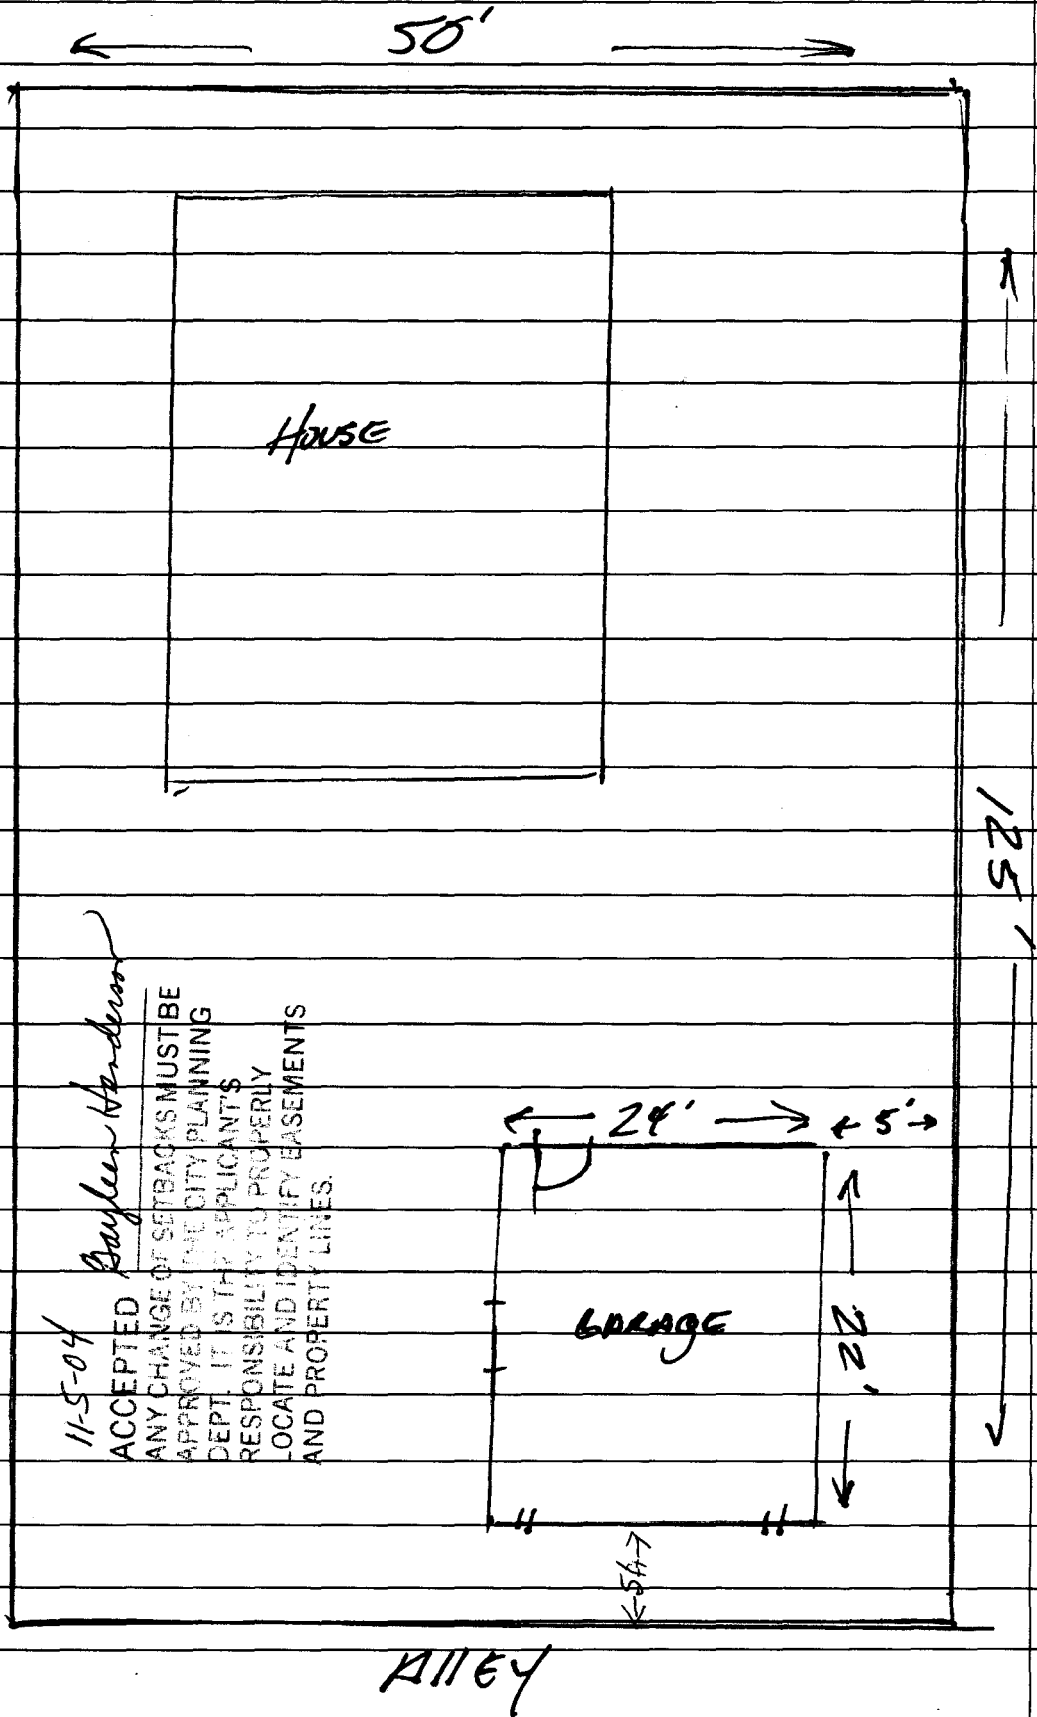 50'
HOUSE
125'
11-5-04
ACCEPTED Gayleen Henderson
ANY CHANGE OF SETBACKS MUST BE
APPROVED BY THE CITY PLANNING
DEPT. IT IS THE APPLICANT'S
RESPONSIBILITY TO PROPERLY
LOCATE AND IDENTIFY EASEMENTS
AND PROPERTY LINES.
24'
5'
GARAGE
22'
AllEY